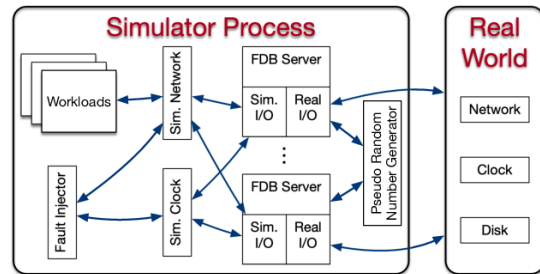 Simulator Process
Real
World
FDB Server
Sim.
I/O
Real
I/O
Workloads
Sim. Network
Network
Pseudo Random
Number Generator
...
Clock
Fault Injector
Sim. Clock
FDB Server
Sim.
I/O
Real
I/O
Disk